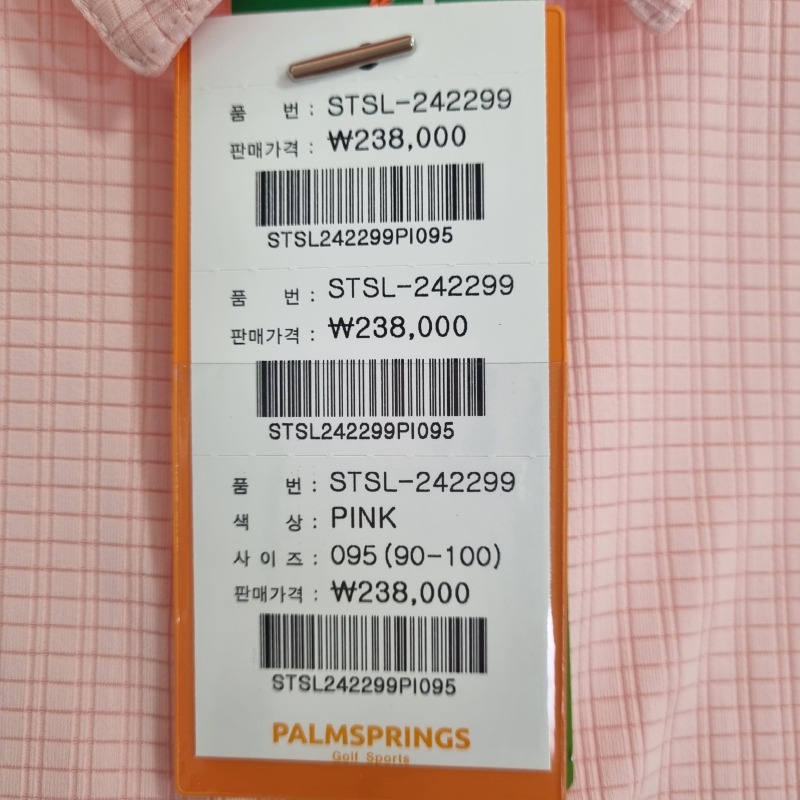 품 번 : STSL-242299
판매가격 : ₩238,000
STSL242299PI095
품 번 : STSL-242299
판매가격 : ₩238,000
STSL242299PI095
품 번 : STSL-242299
색 상 : PINK
사 이 즈 : 095(90-100)
판매가격 : ₩238,000
STSL242299PI095
PALMSPRINGS
Golf Sports